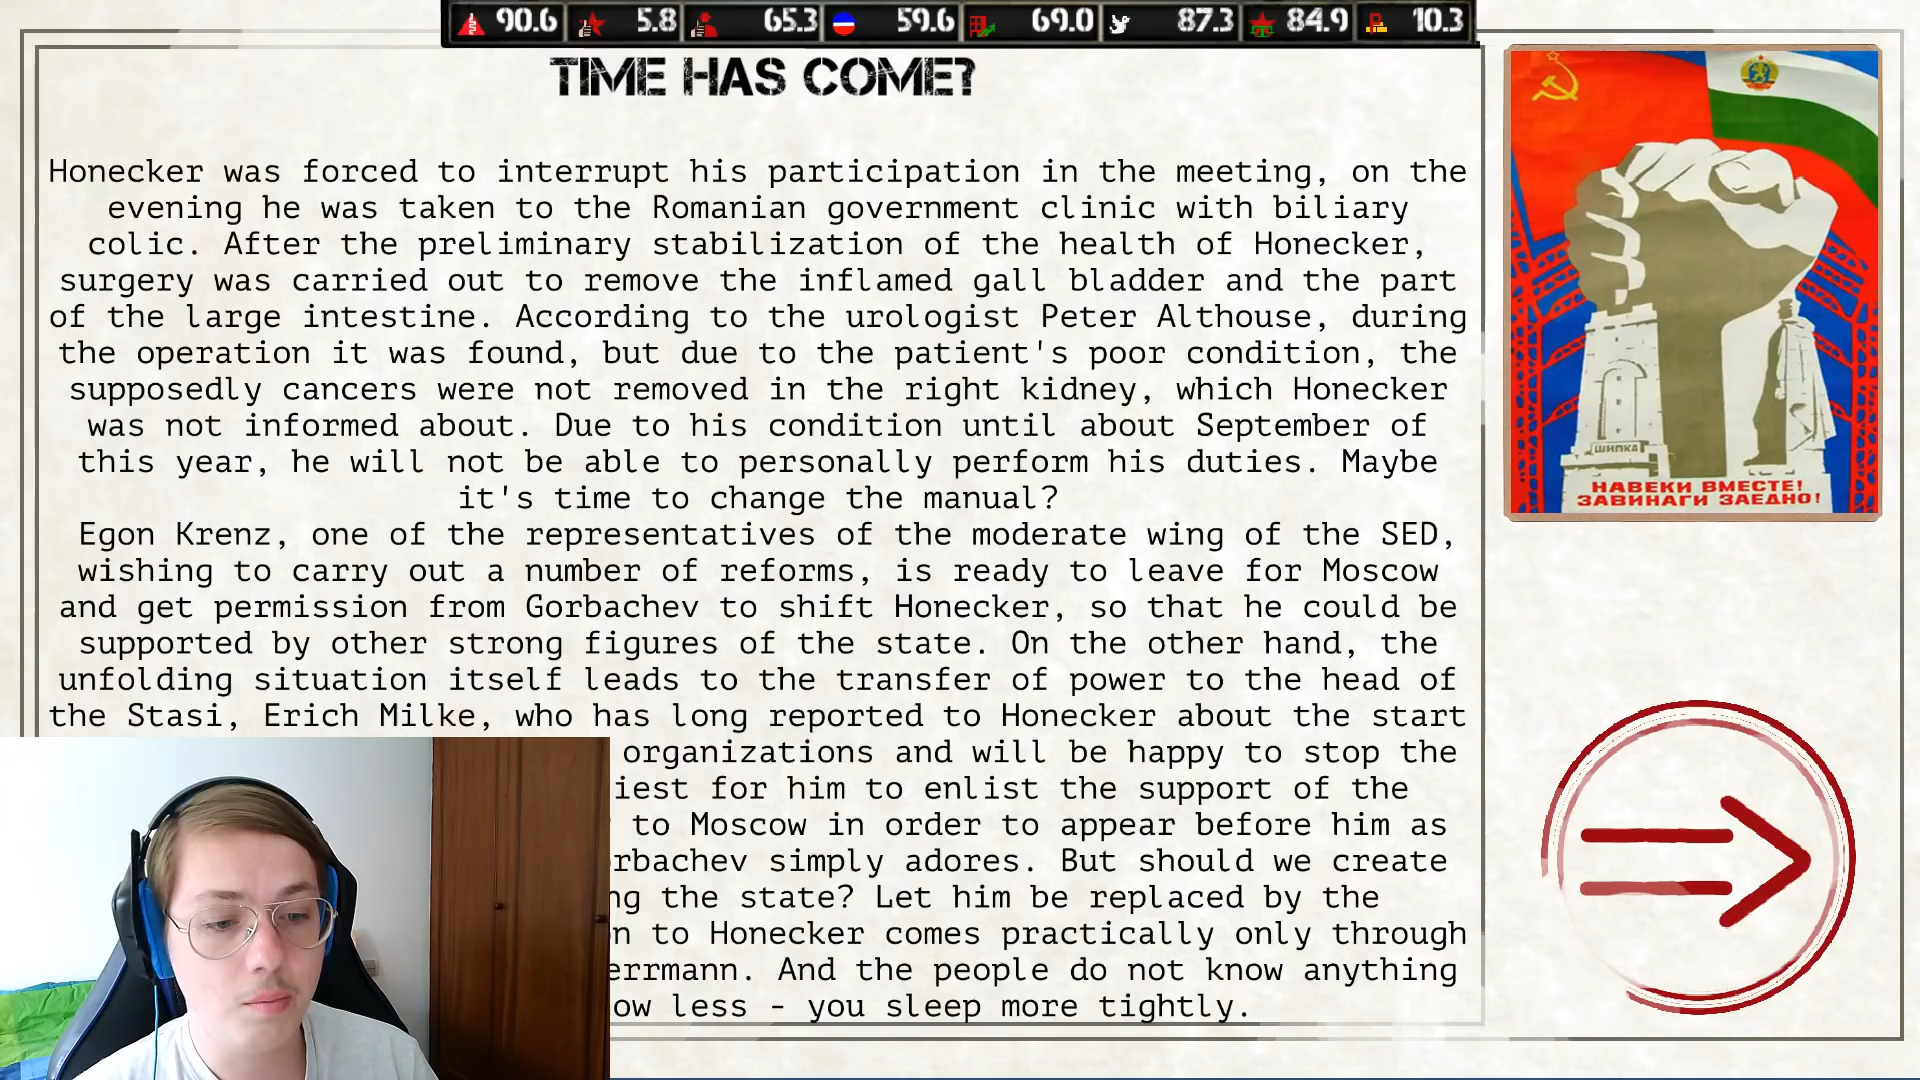 90.6 5.8 65.3 59.6 69.0 87.3 84.9 10.3
TIME HAS COME?
Honecker was forced to interrupt his participation in the meeting, on the
evening he was taken to the Romanian government clinic with biliary
colic. After the preliminary stabilization of the health of Honecker,
surgery was carried out to remove the inflamed gall bladder and the part
of the large intestine. According to the urologist Peter Althouse, during
the operation it was found, but due to the patient's poor condition, the
supposedly cancers were not removed in the right kidney, which Honecker
was not informed about. Due to his condition until about September of
this year, he will not be able to personally perform his duties. Maybe
it's time to change the manual?
Egon Krenz, one of the representatives of the moderate wing of the SED,
wishing to carry out a number of reforms, is ready to leave for Moscow
and get permission from Gorbachev to shift Honecker, so that he could be
supported by other strong figures of the state. On the other hand, the
unfolding situation itself leads to the transfer of power to the head of
the Stasi, Erich Milke, who has long reported to Honecker about the start
organizations and will be happy to stop the
iest for him to enlist the support of the
to Moscow in order to appear before him as
rbachev simply adores. But should we create
ng the state? Let him be replaced by the
n to Honecker comes practically only through
errmann. And the people do not know anything
ow less - you sleep more tightly.
ШИПКА
НАВЕКИ ВМЕСТЕ!
ЗАВИНАГИ ЗАЕДНО!